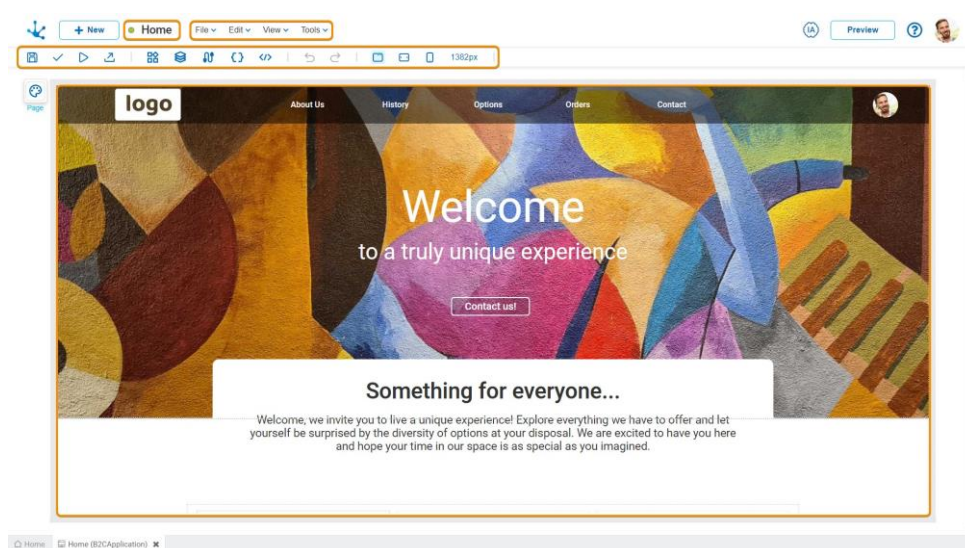 + New
Home
File Edit View Tools
IA
Preview
?
1382px
Page
logo
About Us History Options Orders Contact
Welcome
to a truly unique experience
Contact us!
Something for everyone...
Welcome, we invite you to live a unique experience! Explore everything we have to offer and let
yourself be surprised by the diversity of options at your disposal. We are excited to have you here
and hope your time in our space is as special as you imagined.
Home Home (B2CApplication)